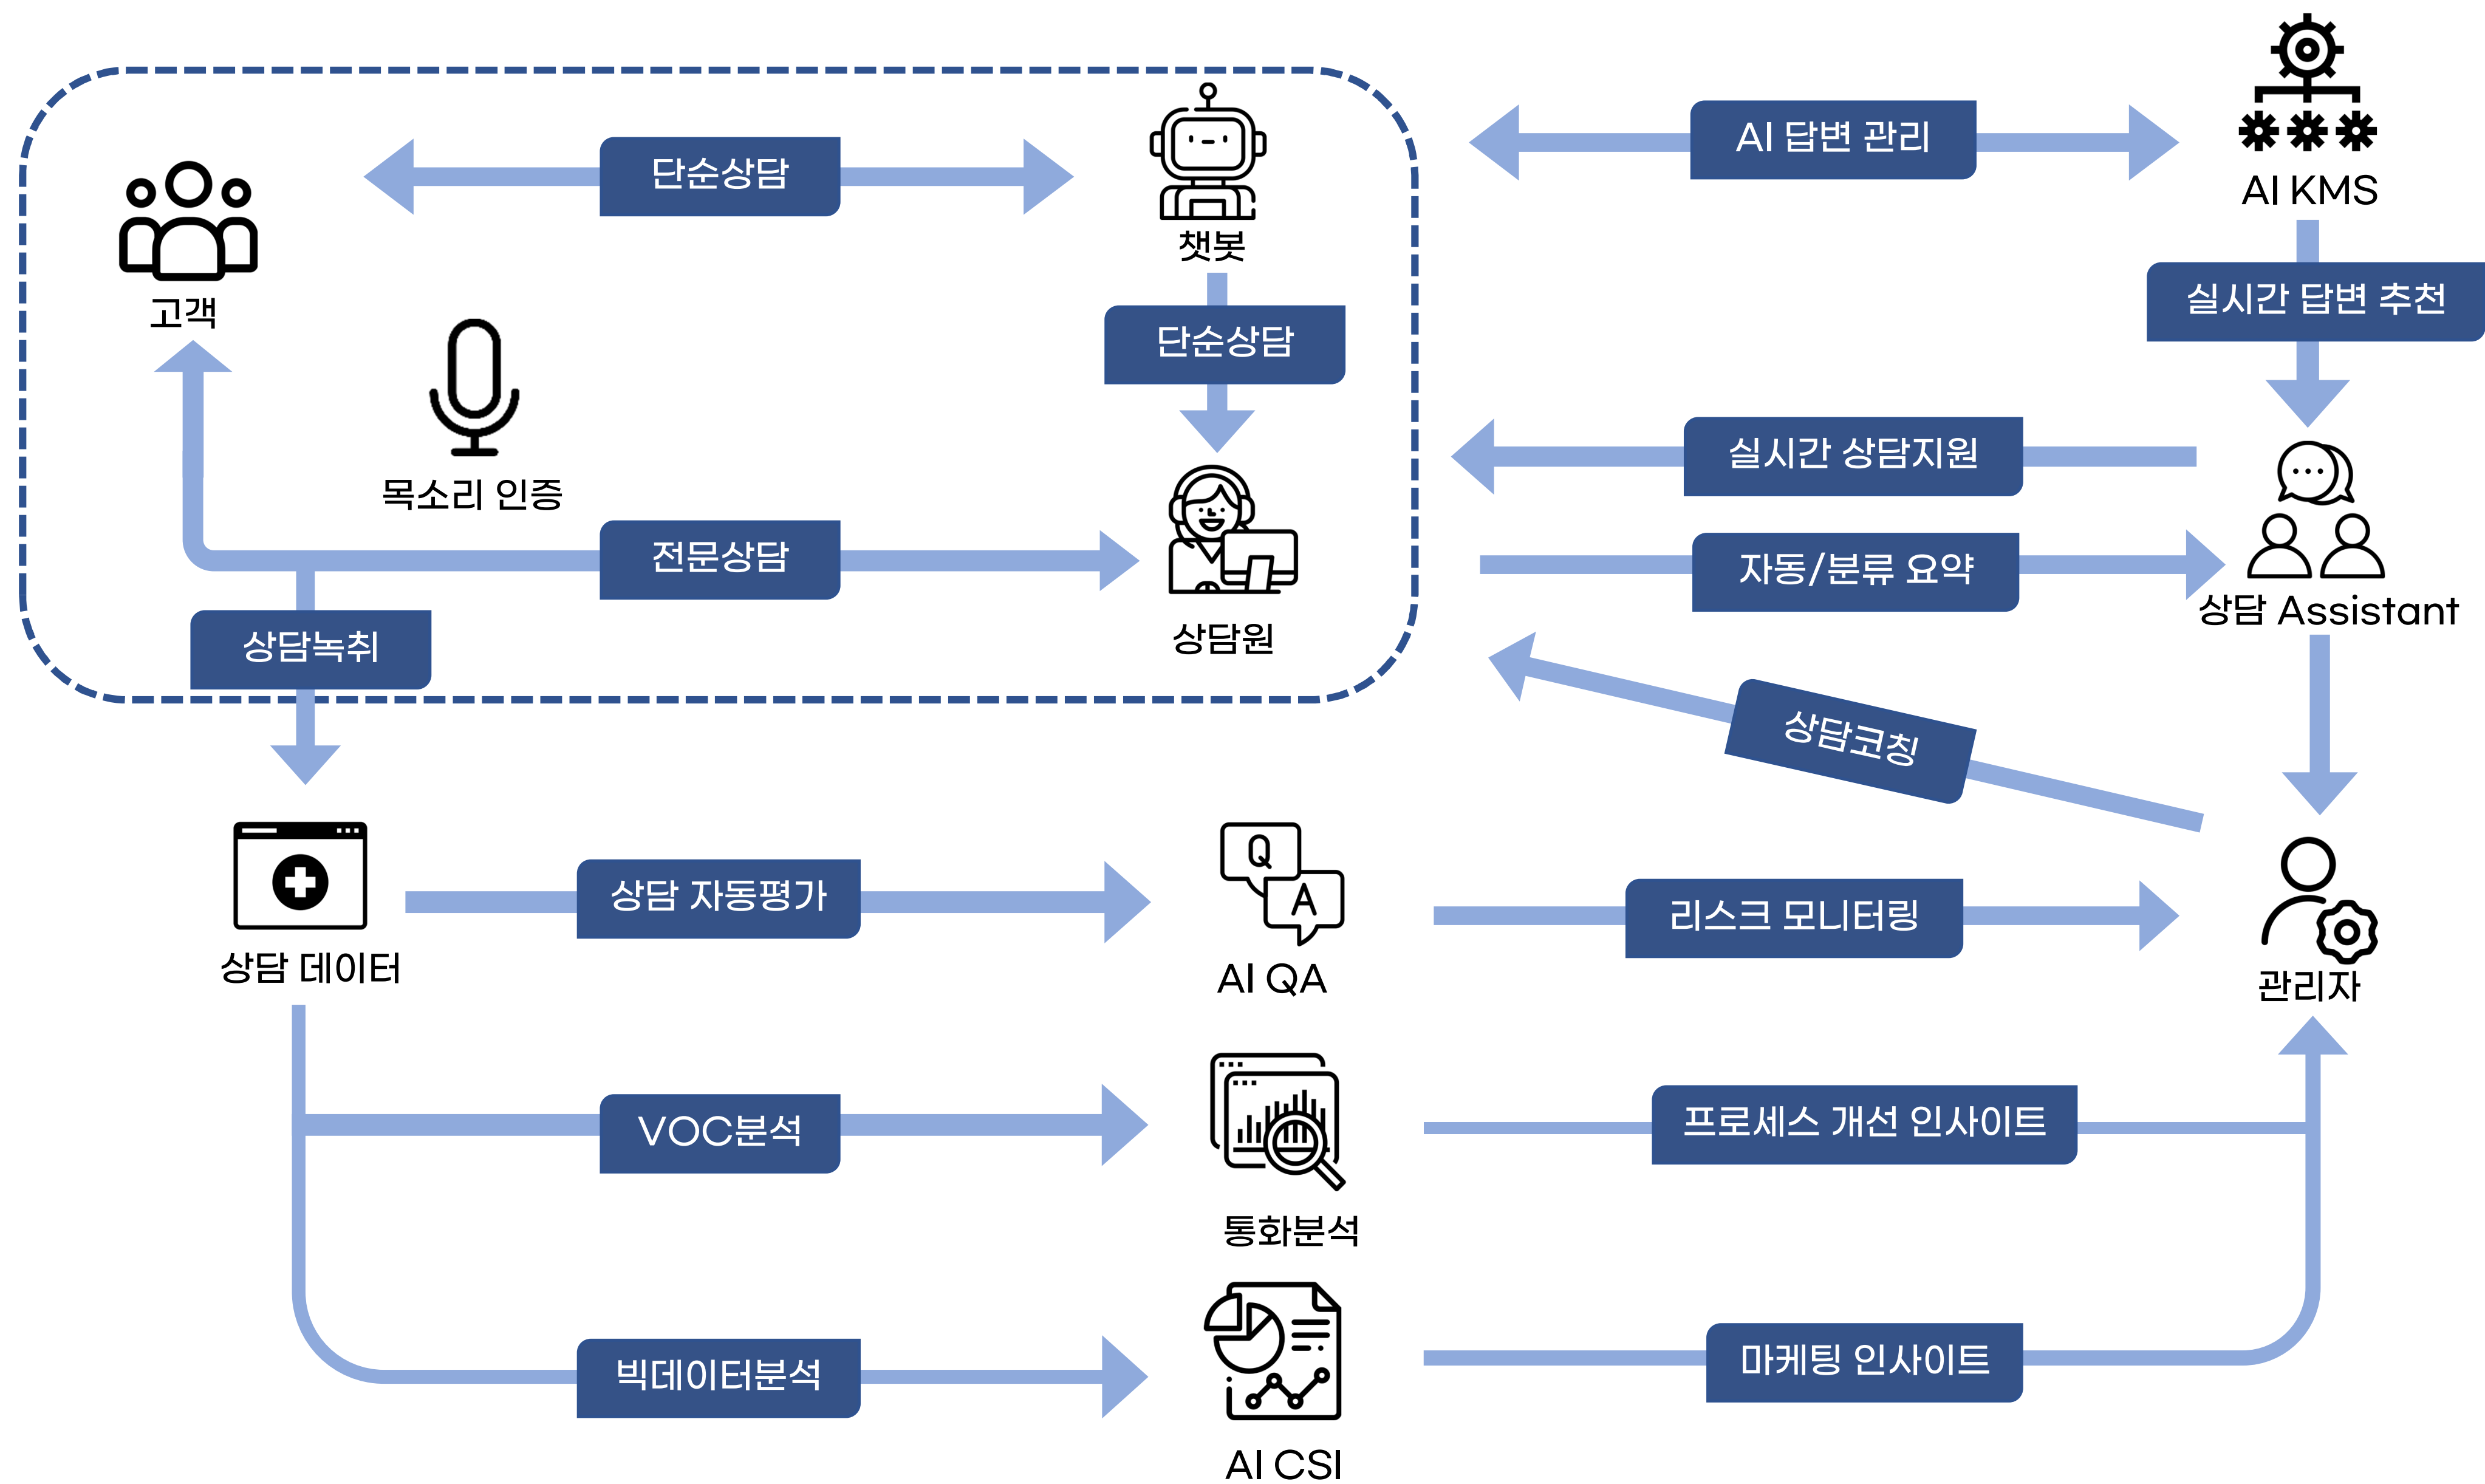 AI KMS
AI 답변 관리
단순상담
챗봇
고객
실시간 답변 추천
단순상담
목소리 인증
실시간 상담지원
전문상담
자동/분류 요약
상담 Assistant
상담원
상담녹취
상담코칭
상담 자동평가
리스크 모니터링
상담 데이터
AI QA
관리자
VOC분석
프로세스 개선 인사이트
통화분석
빅데이터분석
마케팅 인사이트
AI CSI
Q
A